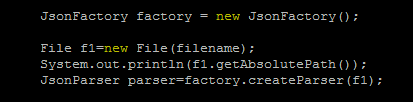 JsonFactory factory = new JsonFactory();
File f1=new File(filename);
System.out.println(f1.getAbsolutePath());
JsonParser parser=factory.createParser(f1);